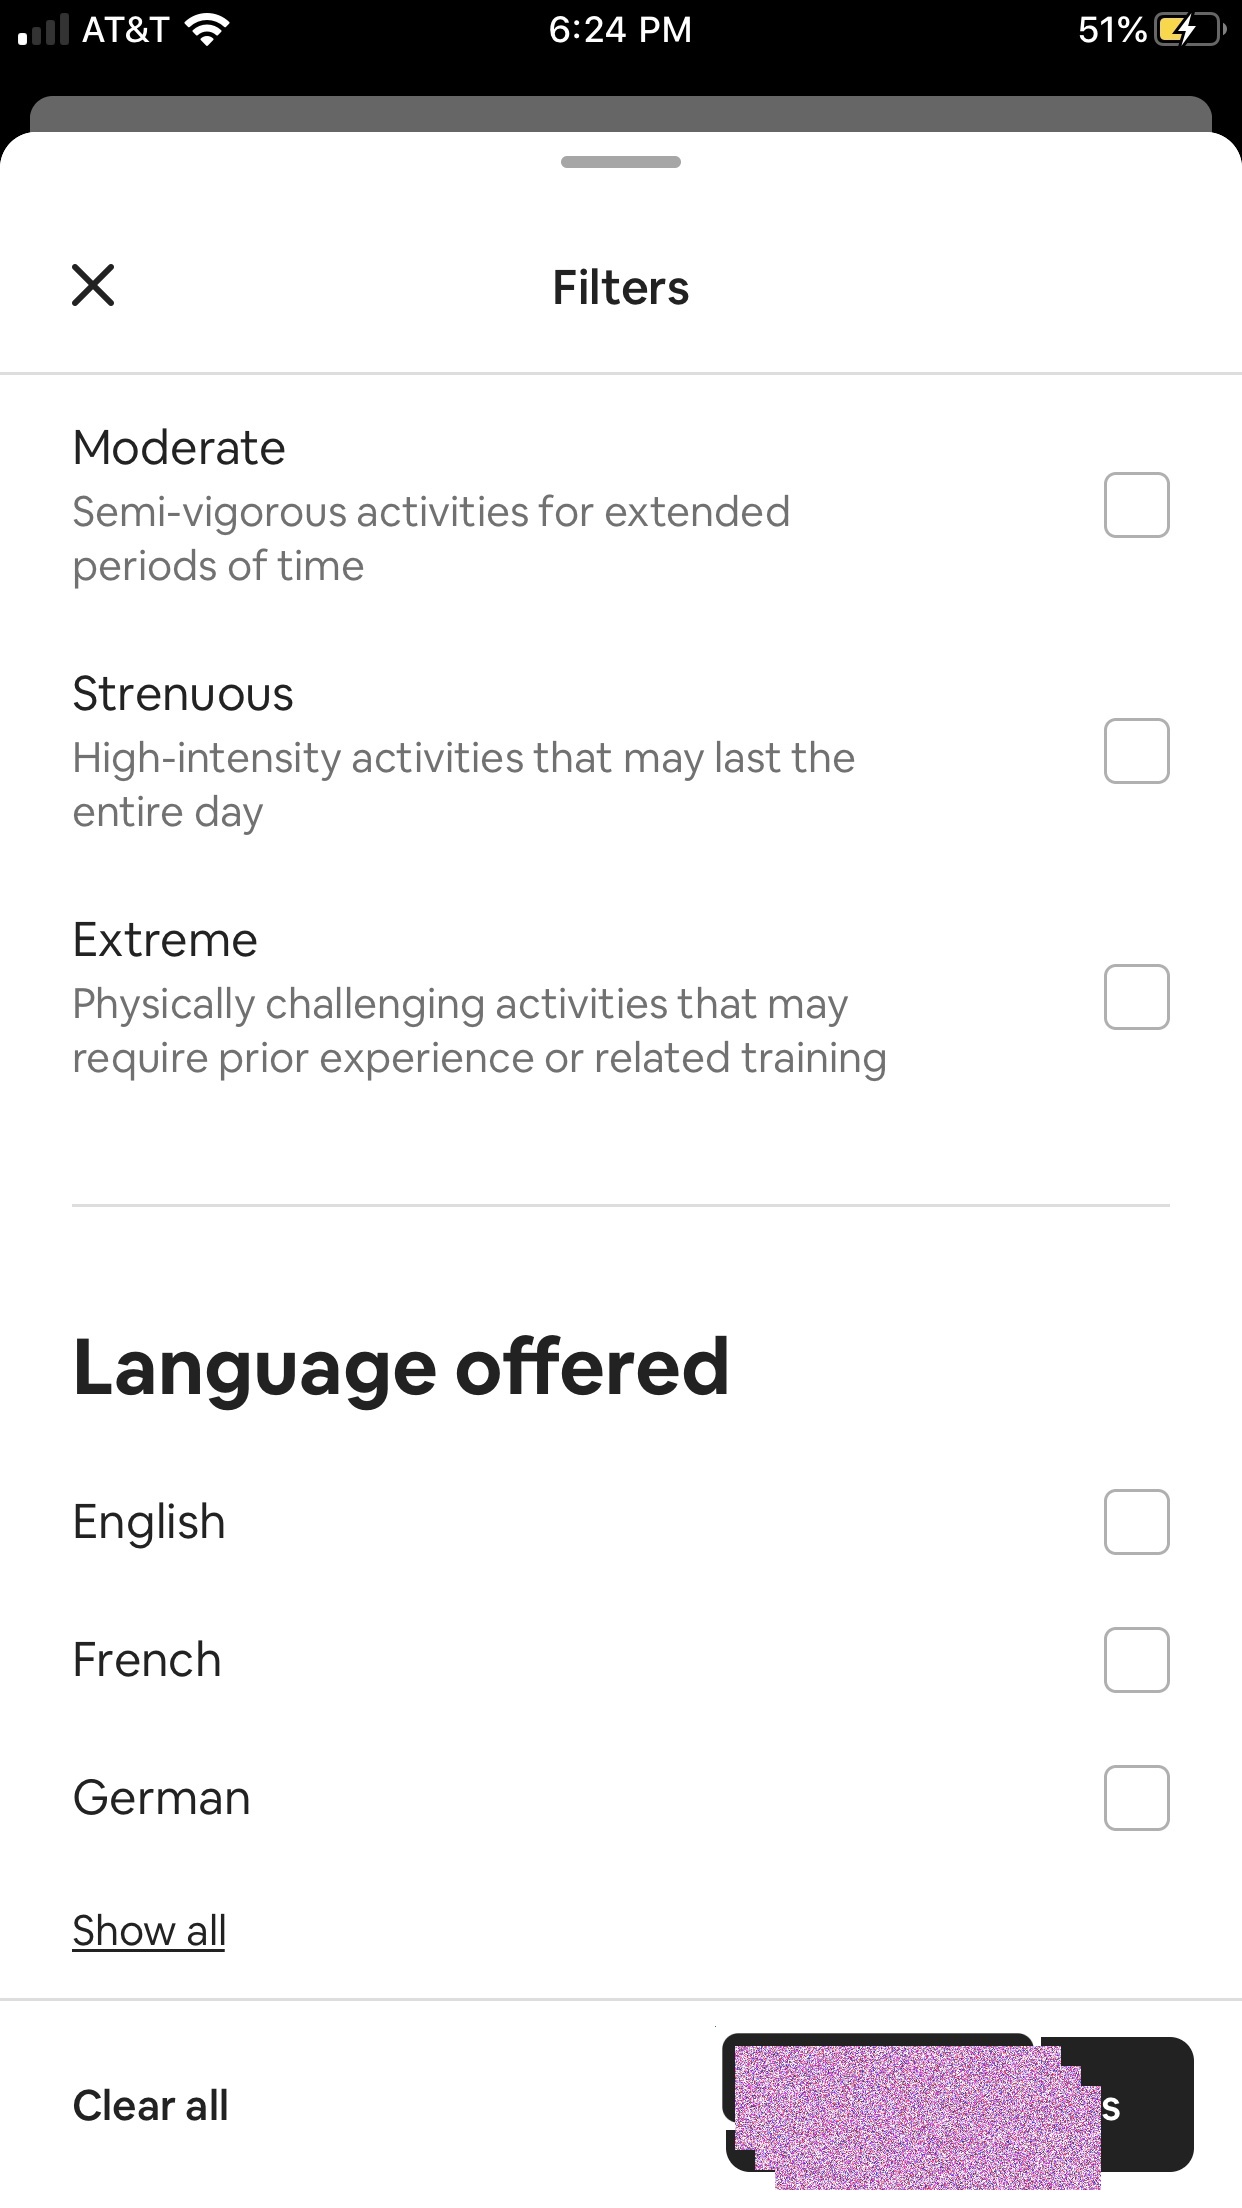 AT&T 6:24 PM 51%
Filters
Moderate
Semi-vigorous activities for extended
periods of time
Strenuous
High-intensity activities that may last the
entire day
Extreme
Physically challenging activities that may
require prior experience or related training
Language offered
English
French
German
Show all
Clear all